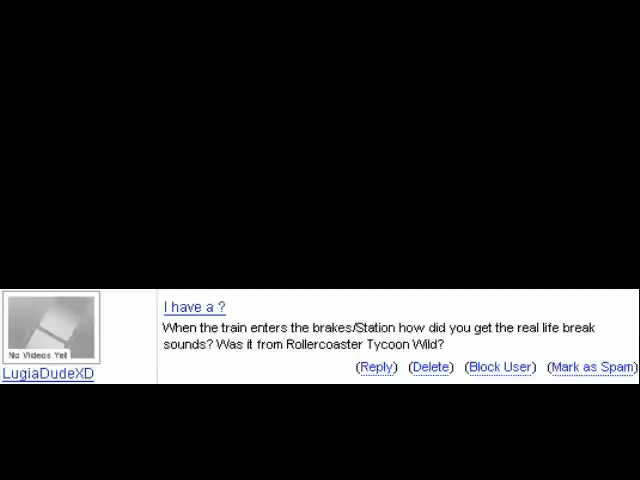 I have a ?
When the train enters the brakes/Station how did you get the real life break
sounds? Was it from Rollercoaster Tycoon Wild?
No Videos Yet
LugiaDudeXD
(Reply) (Delete) (Block User) (Mark as Spam)